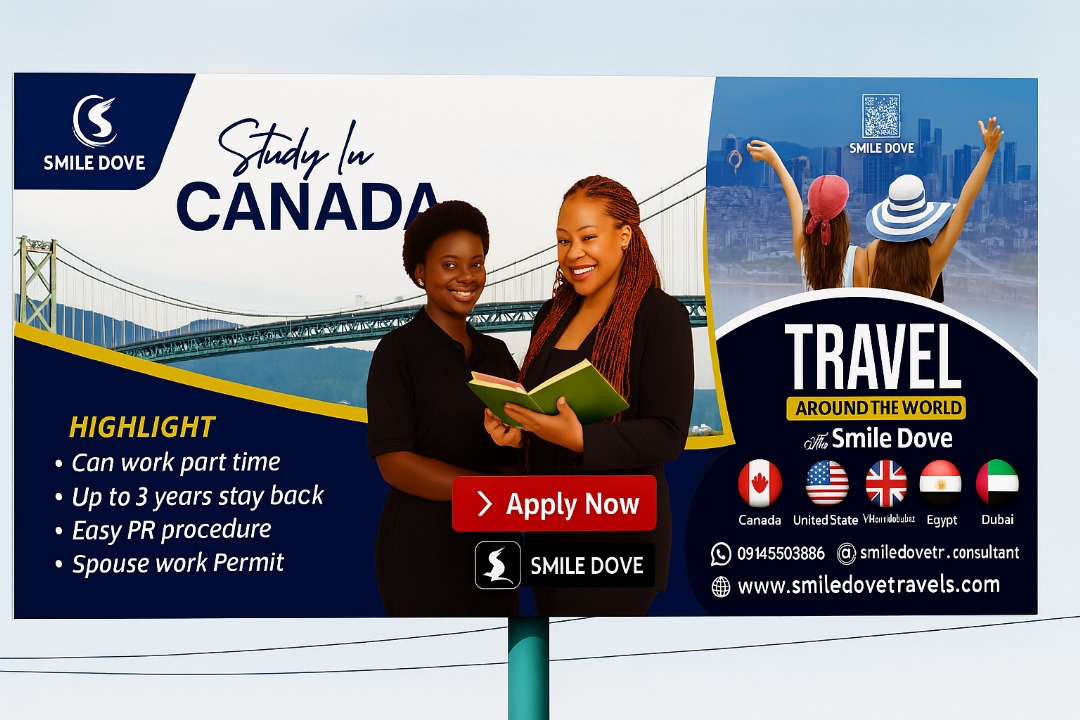 SMILE DOVE
Study In
CANADA
HIGHLIGHT
• Can work part time
• Up to 3 years stay back
• Easy PR procedure
• Spouse work Permit
> Apply Now
SMILE DOVE
SMILE DOVE
TRAVEL
AROUND THE WORLD
Smile Dove
Canada
United State
Egypt
Dubai
09145503886
@smiledovetr.consultant
www.smiledovetravels.com